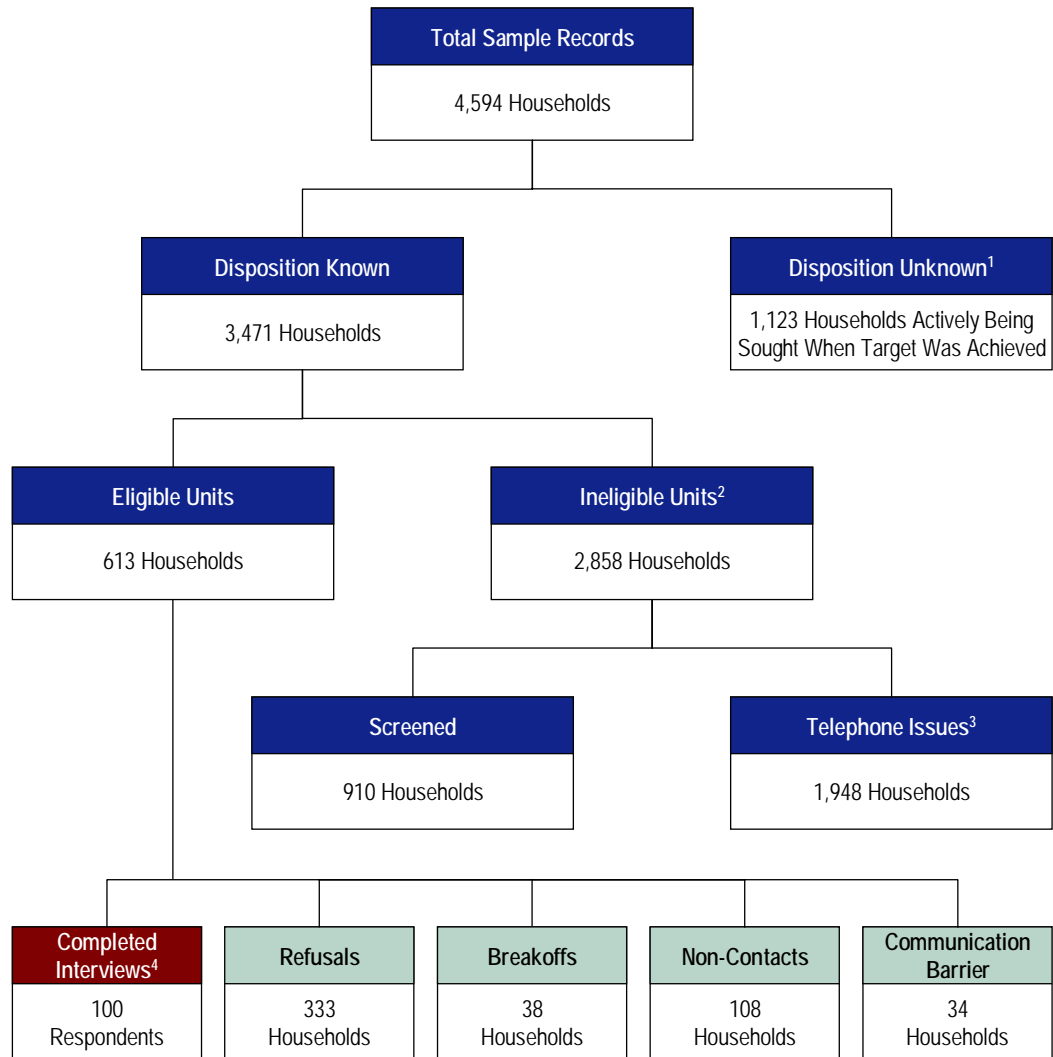 Total Sample Records
4,594 Households
Disposition Known
3,471 Households
Disposition Unknown¹
1,123 Households Actively Being
Sought When Target Was Achieved
Eligible Units
613 Households
Ineligible Units²
2,858 Households
Screened
910 Households
Telephone Issues³
1,948 Households
Completed
Interviews⁴
100
Respondents
Refusals
333
Households
Breakoffs
38
Households
Non-Contacts
108
Households
Communication
Barrier
34
Households